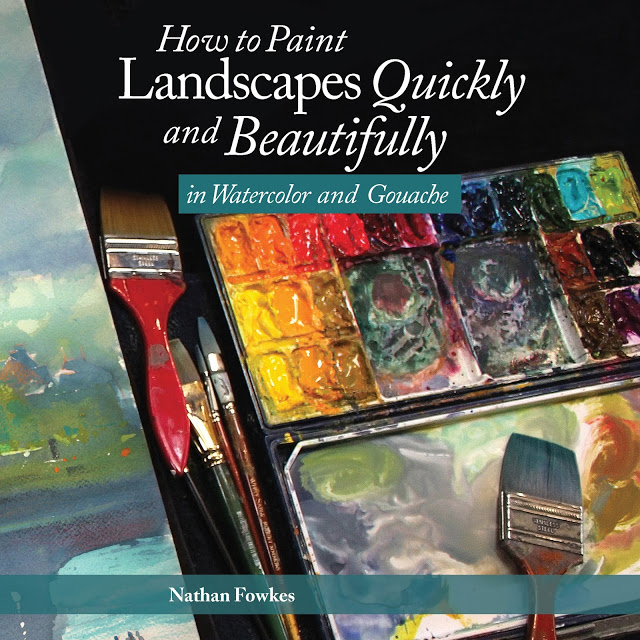 How to Paint
Landscapes Quickly
and Beautifully
in Watercolor and Gouache
Nathan Fowkes